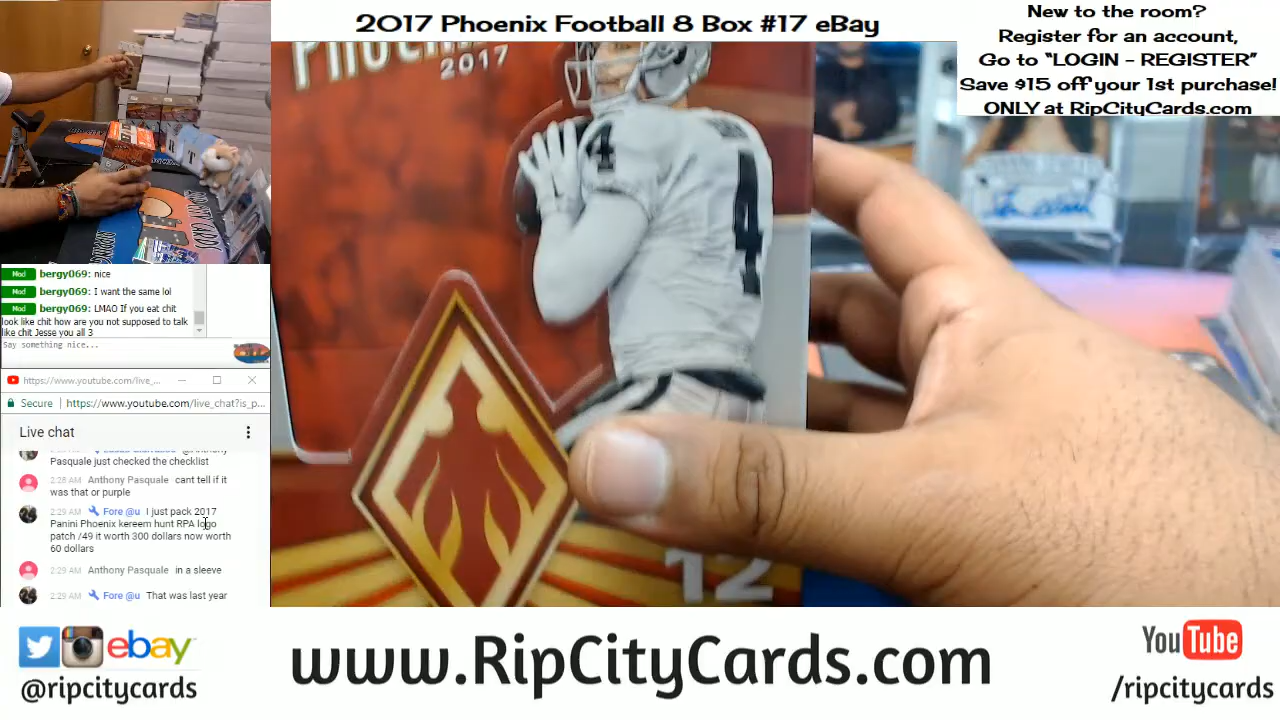 2017 Phoenix Football 8 Box #17 eBay
New to the room?
Register for an account,
Go to “LOGIN - REGISTER”
Save $15 off your 1st purchase!
ONLY at RipCityCards.com
2017
4
4
12
Mod bergy069: nice
Mod bergy069: I want the same lol
Mod bergy069: LMAO If you eat chit
look like chit how are you not supposed to talk
like chit Jesse you all 3
Say something nice...
https://www.youtube.com/live_...
Secure https://www.youtube.com/live_chat?is_p...
Live chat
Pasquale just checked the checklist
2:28 AM Anthony Pasquale cant tell if it
was that or purple
2:29 AM Fore @u I just pack 2017
Panini Phoenix kereem hunt RPA logo
patch /49 it worth 300 dollars now worth
60 dollars
2:29 AM Anthony Pasquale in a sleeve
2:29 AM Fore @u That was last year
ebay
@ripcitycards
www.RipCityCards.com
YouTube
/ripcitycards